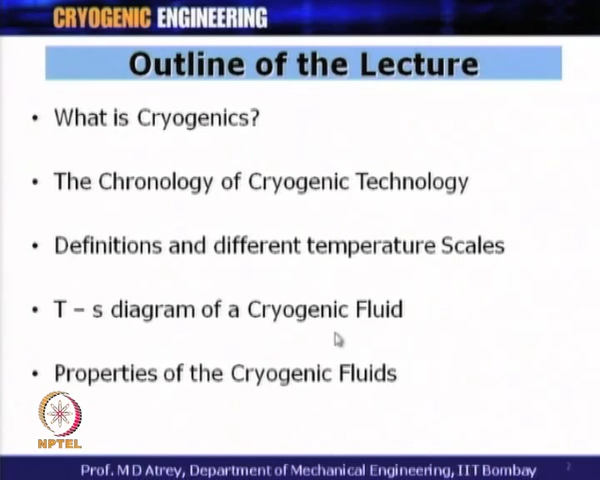 CRYOGENIC ENGINEERING
Outline of the Lecture
• What is Cryogenics?
• The Chronology of Cryogenic Technology
• Definitions and different temperature Scales
• T – s diagram of a Cryogenic Fluid
• Properties of the Cryogenic Fluids
NPTEL
Prof. M D Atrey, Department of Mechanical Engineering, IIT Bombay
2